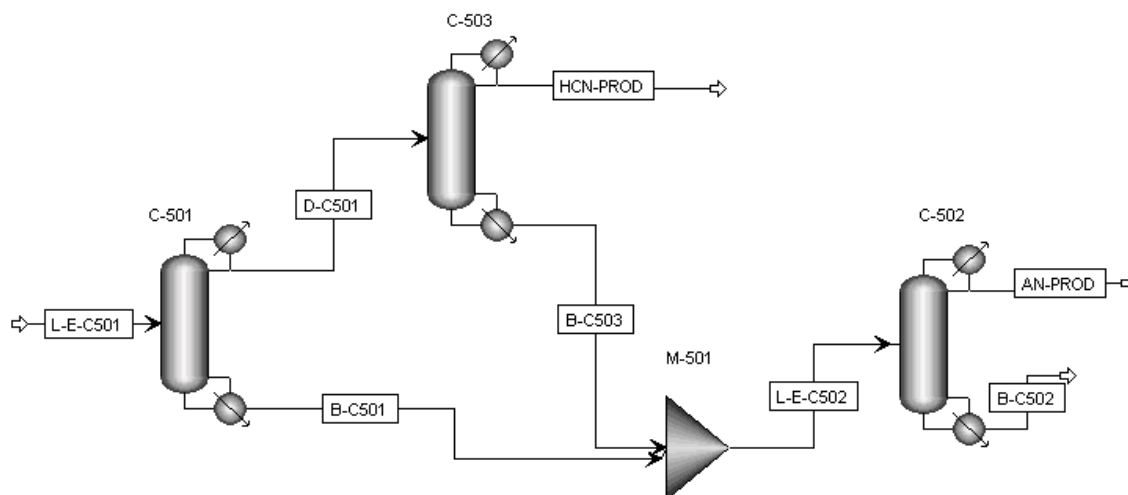 C-503
HCN-PROD
D-C501
C-501
C-502
L-E-C501
AN-PROD
B-C503
M-501
L-E-C502
B-C502
B-C501